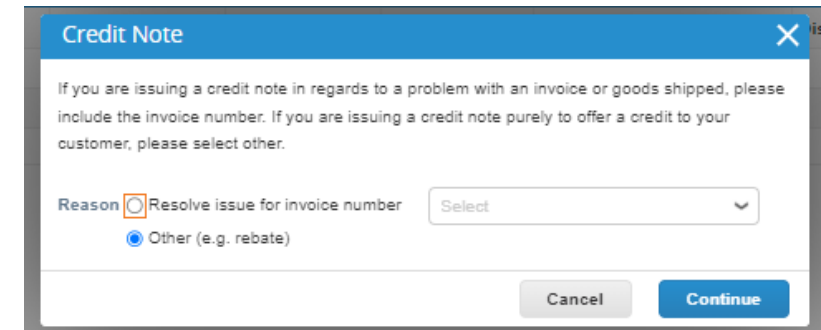 Credit Note
If you are issuing a credit note in regards to a problem with an invoice or goods shipped, please
include the invoice number. If you are issuing a credit note purely to offer a credit to your
customer, please select other.
Reason Resolve issue for invoice number Select
Other (e.g. rebate)
Cancel Continue